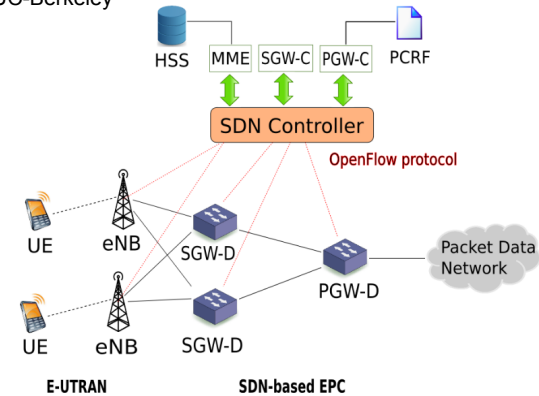 UC-Berkeley
HSS
MME
SGW-C
PGW-C
PCRF
SDN Controller
OpenFlow protocol
UE
eNB
SGW-D
PGW-D
Packet Data
Network
UE
eNB
SGW-D
E-UTRAN
SDN-based EPC